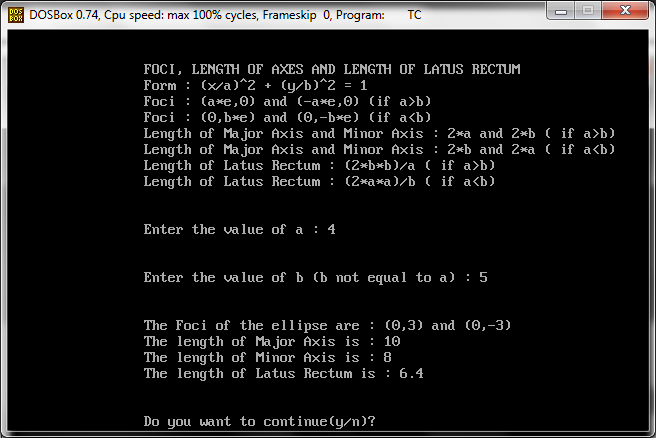 DOSBox 0.74, Cpu speed: max 100% cycles, Frameskip 0, Program: TC
FOCI, LENGTH OF AXES AND LENGTH OF LATUS RECTUM
Form : (x/a)^2 + (y/b)^2 = 1
Foci : (a*e,0) and (-a*e,0) (if a>b)
Foci : (0,b*e) and (0,-b*e) (if a<b)
Length of Major Axis and Minor Axis : 2*a and 2*b ( if a>b)
Length of Major Axis and Minor Axis : 2*b and 2*a ( if a<b)
Length of Latus Rectum : (2*b*b)/a ( if a>b)
Length of Latus Rectum : (2*a*a)/b ( if a<b)
Enter the value of a : 4
Enter the value of b (b not equal to a) : 5
The Foci of the ellipse are : (0,3) and (0,-3)
The length of Major Axis is : 10
The length of Minor Axis is : 8
The length of Latus Rectum is : 6.4
Do you want to continue(y/n)?